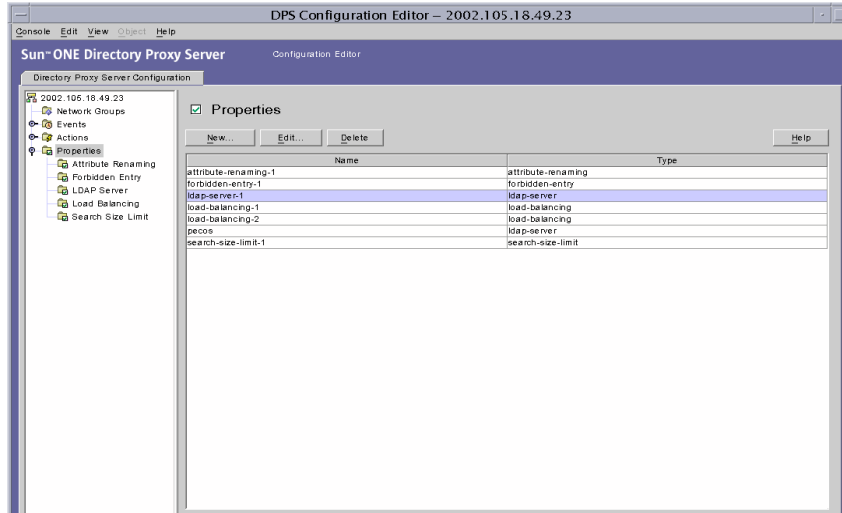 DPS Configuration Editor – 2002.105.18.49.23
Console Edit View Object Help
Sun™ ONE Directory Proxy Server Configuration Editor
Directory Proxy Server Configuration
2002.105.18.49.23
Network Groups
Events
Actions
Properties
Attribute Renaming
Forbidden Entry
LDAP Server
Load Balancing
Search Size Limit
Properties
New... Edit... Delete Help
Name Type
attribute-renaming-1 attribute-renaming
forbidden-entry-1 forbidden-entry
ldap-server-1 ldap-server
load-balancing-1 load-balancing
load-balancing-2 load-balancing
pecos ldap-server
search-size-limit-1 search-size-limit